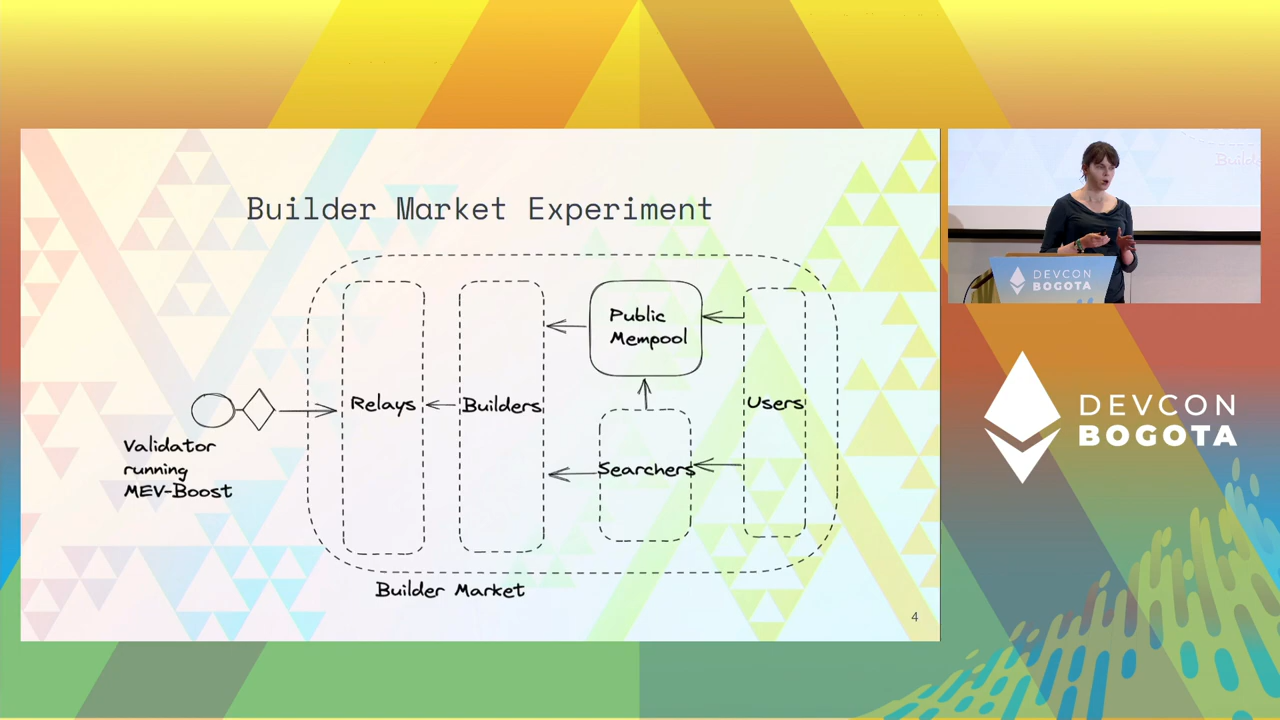 Builder Market Experiment
Public
Mempool
Relays
Builders
Users
Searchers
Validator
running
MEV-Boost
Builder Market
4
DEVCON
BOGOTA
DEVCON
BOGOTA